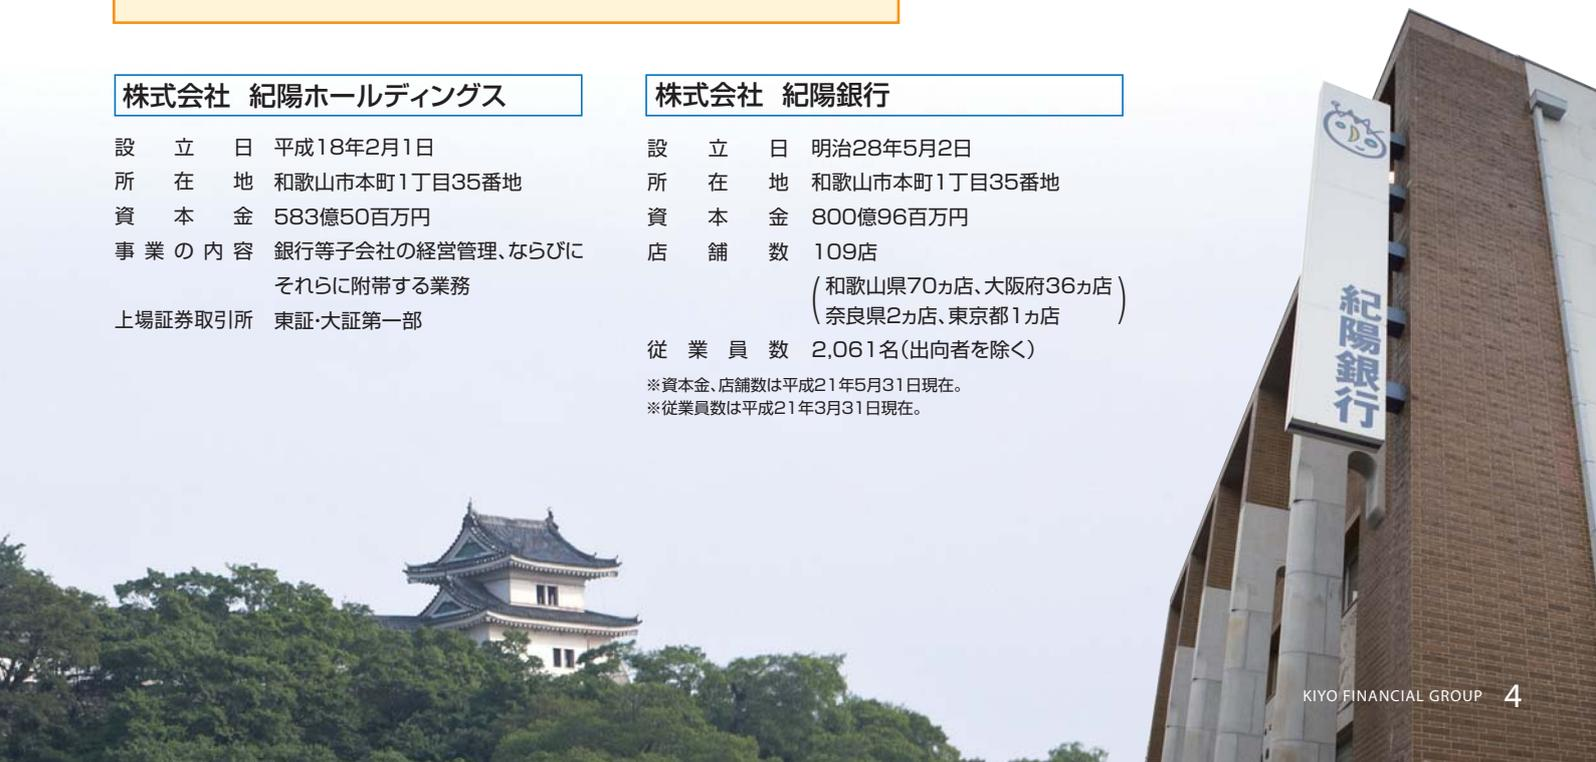 株式会社 紀陽ホールディングス
設立日 平成18年2月1日
所在地 和歌山市本町1丁目35番地
資本金 583億50百万円
事業の内容 銀行等子会社の経営管理、ならびに
それらに附帯する業務
上場証券取引所 東証・大証第一部
株式会社 紀陽銀行
設立日 明治28年5月2日
所在地 和歌山市本町1丁目35番地
資本金 800億96百万円
店舗数 109店
(和歌山県70ヵ店、大阪府36ヵ店
奈良県2ヵ店、東京都1ヵ店)
従業員数 2,061名(出向者を除く)
※資本金、店舗数は平成21年5月31日現在。
※従業員数は平成21年3月31日現在。
紀陽銀行
KIYO FINANCIAL GROUP 4